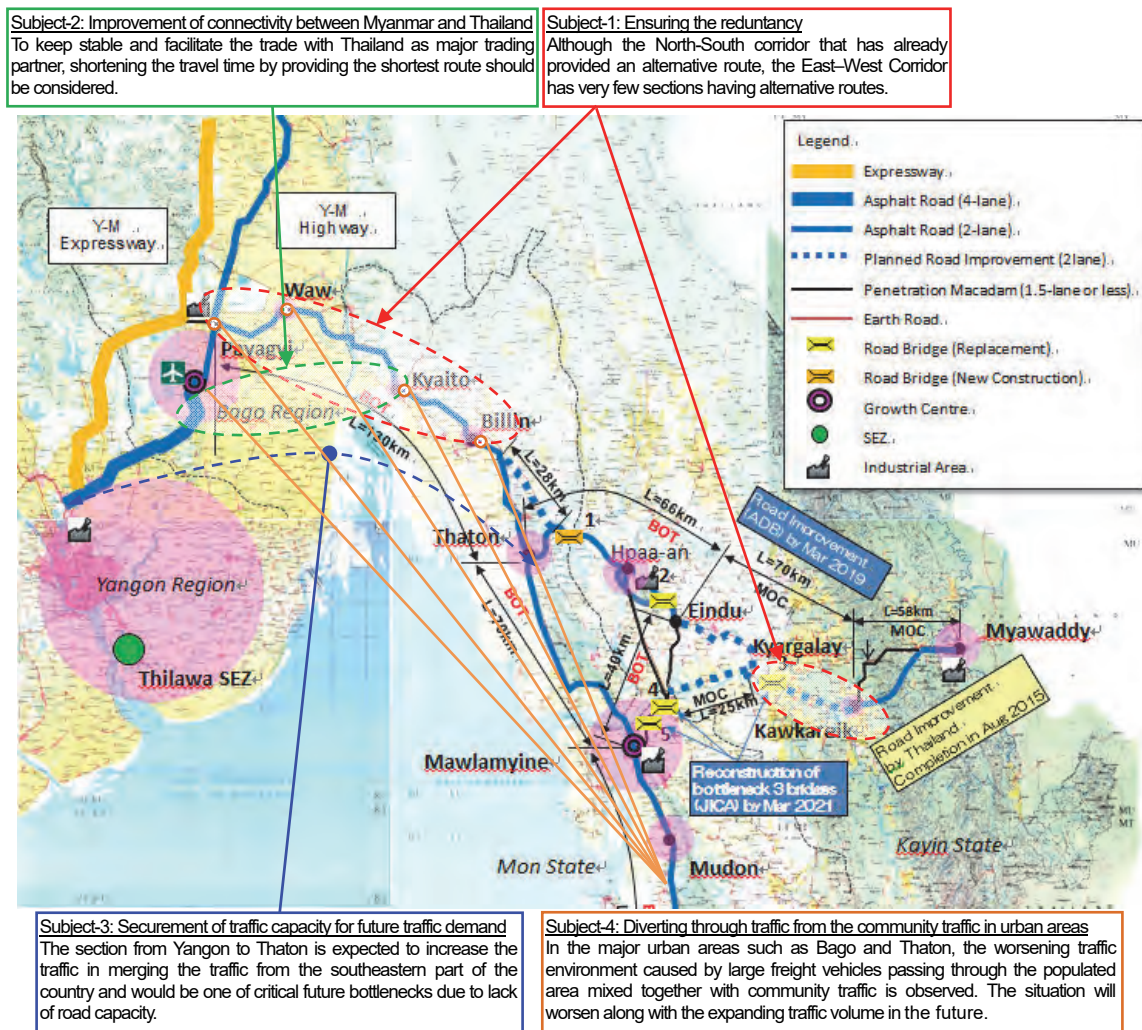 Subject-2: Improvement of connectivity between Myanmar and Thailand
To keep stable and facilitate the trade with Thailand as major trading
partner, shortening the travel time by providing the shortest route should
be considered.
Subject-1: Ensuring the reduntancy
Although the North-South corridor that has already
provided an alternative route, the East–West Corridor
has very few sections having alternative routes.
Legend
Expressway
Asphalt Road (4-lane)
Asphalt Road (2-lane)
Planned Road Improvement (2lane)
Penetration Macadam (1.5-lane or less)
Earth Road
Road Bridge (Replacement)
Road Bridge (New Construction)
Growth Centre
SEZ
Industrial Area
Y-M
Expressway
Y-M
Highway
Waw
Payagyi
Kyaito
Bago Region
Billin
L=130km
BOT
L=28km
L=66km
BOT
Road Improvement
(ADB) by Mar 2019
Thaton
1
Hpaa-an
2
L=70km
MOC
L=58km
MOC
Yangon Region
Eindu
Myawaddy
BOT
L=70km
L=40km
BOT
Kyargalay
3
Thilawa SEZ
4
MOC
L=25km
5
Kawkareik
Road Improvement
by Thailand
Completion in Aug 2015
Mawlamyine
Reconstruction of
bottleneck 3 bridges
(JICA) by Mar 2021
Mon State
Mudon
Kayin State
Subject-3: Securement of traffic capacity for future traffic demand
The section from Yangon to Thaton is expected to increase the
traffic in merging the traffic from the southeastern part of the
country and would be one of critical future bottlenecks due to lack
of road capacity.
Subject-4: Diverting through traffic from the community traffic in urban areas
In the major urban areas such as Bago and Thaton, the worsening traffic
environment caused by large freight vehicles passing through the populated
area mixed together with community traffic is observed. The situation will
worsen along with the expanding traffic volume in the future.